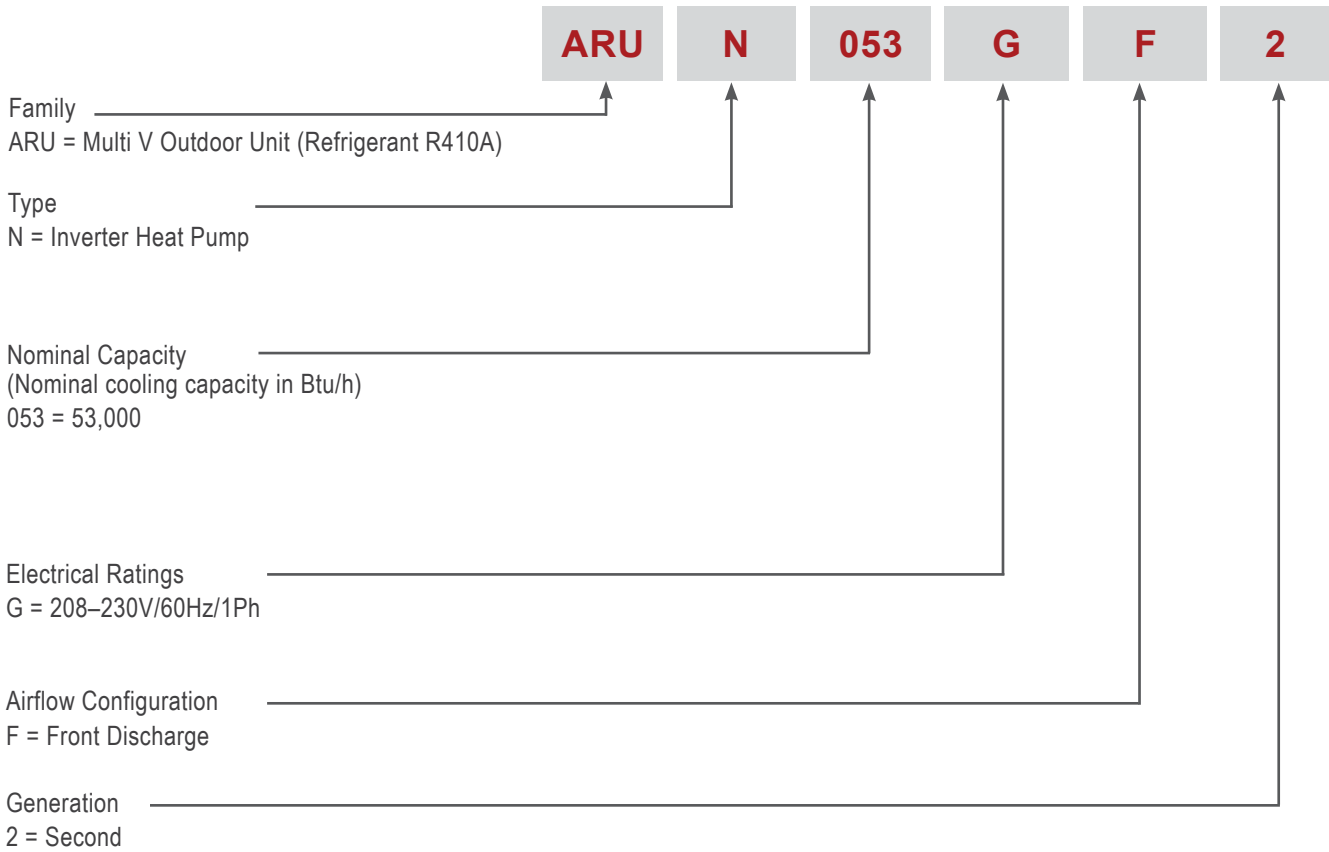 ARU N 053 G F 2
Family
ARU = Multi V Outdoor Unit (Refrigerant R410A)
Type
N = Inverter Heat Pump
Nominal Capacity
(Nominal cooling capacity in Btu/h)
053 = 53,000
Electrical Ratings
G = 208–230V/60Hz/1Ph
Airflow Configuration
F = Front Discharge
Generation
2 = Second